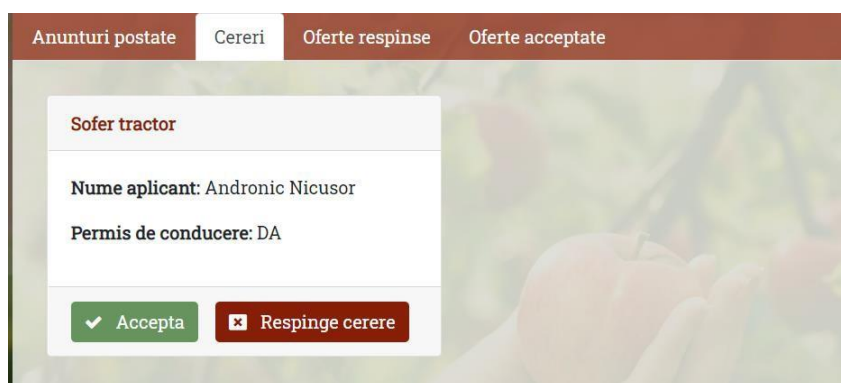 Anunturi postate Cereri Oferte respinse Oferte acceptate
Sofer tractor
Nume aplicant: Andronic Nicusor
Permis de conducere: DA
Accepta Respinge cerere